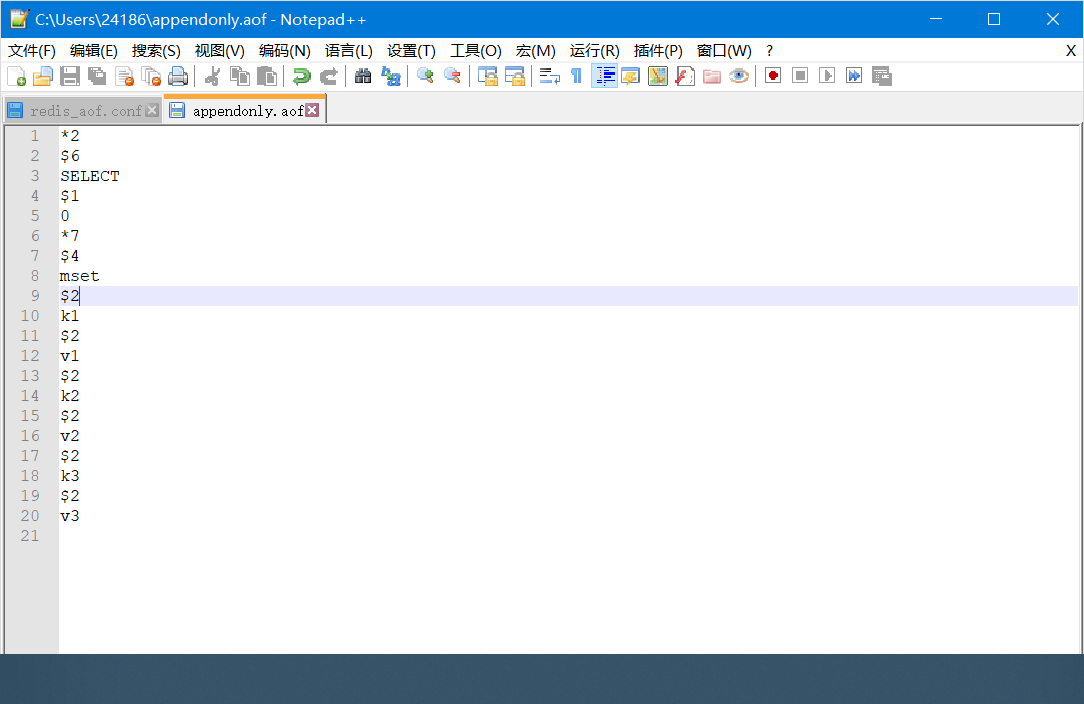 C:\Users\24186\appendonly.aof - Notepad++
文件(F) 编辑(E) 搜索(S) 视图(V) 编码(N) 语言(L) 设置(T) 工具(O) 宏(M) 运行(R) 插件(P) 窗口(W) ? X
redis_aof.conf appendonly.aof
1 *2
2 $6
3 SELECT
4 $1
5 0
6 *7
7 $4
8 mset
9 $2
10 k1
11 $2
12 v1
13 $2
14 k2
15 $2
16 v2
17 $2
18 k3
19 $2
20 v3
21